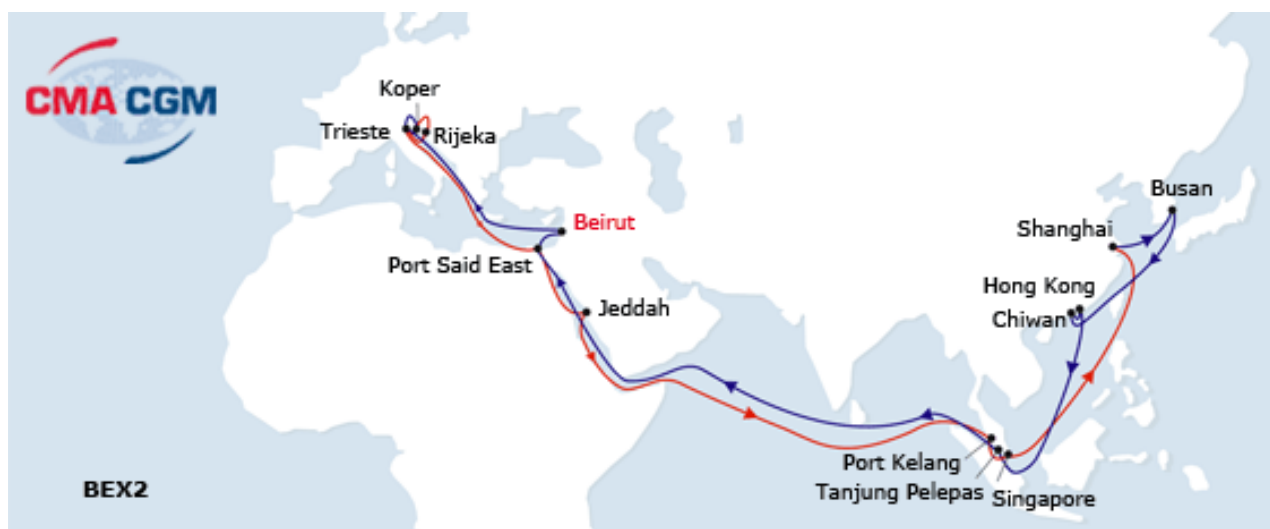 CMA CGM
Koper
Trieste
Rijeka
Beirut
Port Said East
Jeddah
Busan
Shanghai
Hong Kong
Chiwan
Port Kelang
Tanjung Pelepas
Singapore
BEX2